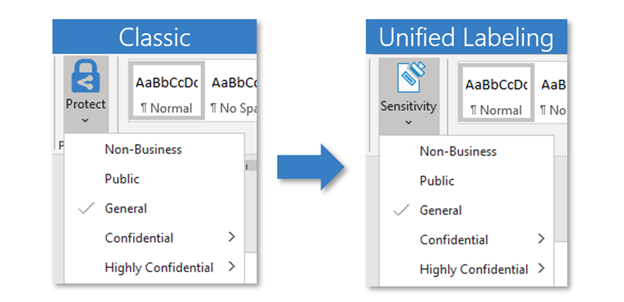 Classic
AaBbCcDc AaBbCc
Protect
¶ Normal ¶ No Spa
P
Non-Business
Public
General
Confidential
Highly Confidential
Unified Labeling
AaBbCcDc AaB
Sensitivity
¶ Normal ¶ No
Non-Business
Public
General
Confidential
Highly Confidential